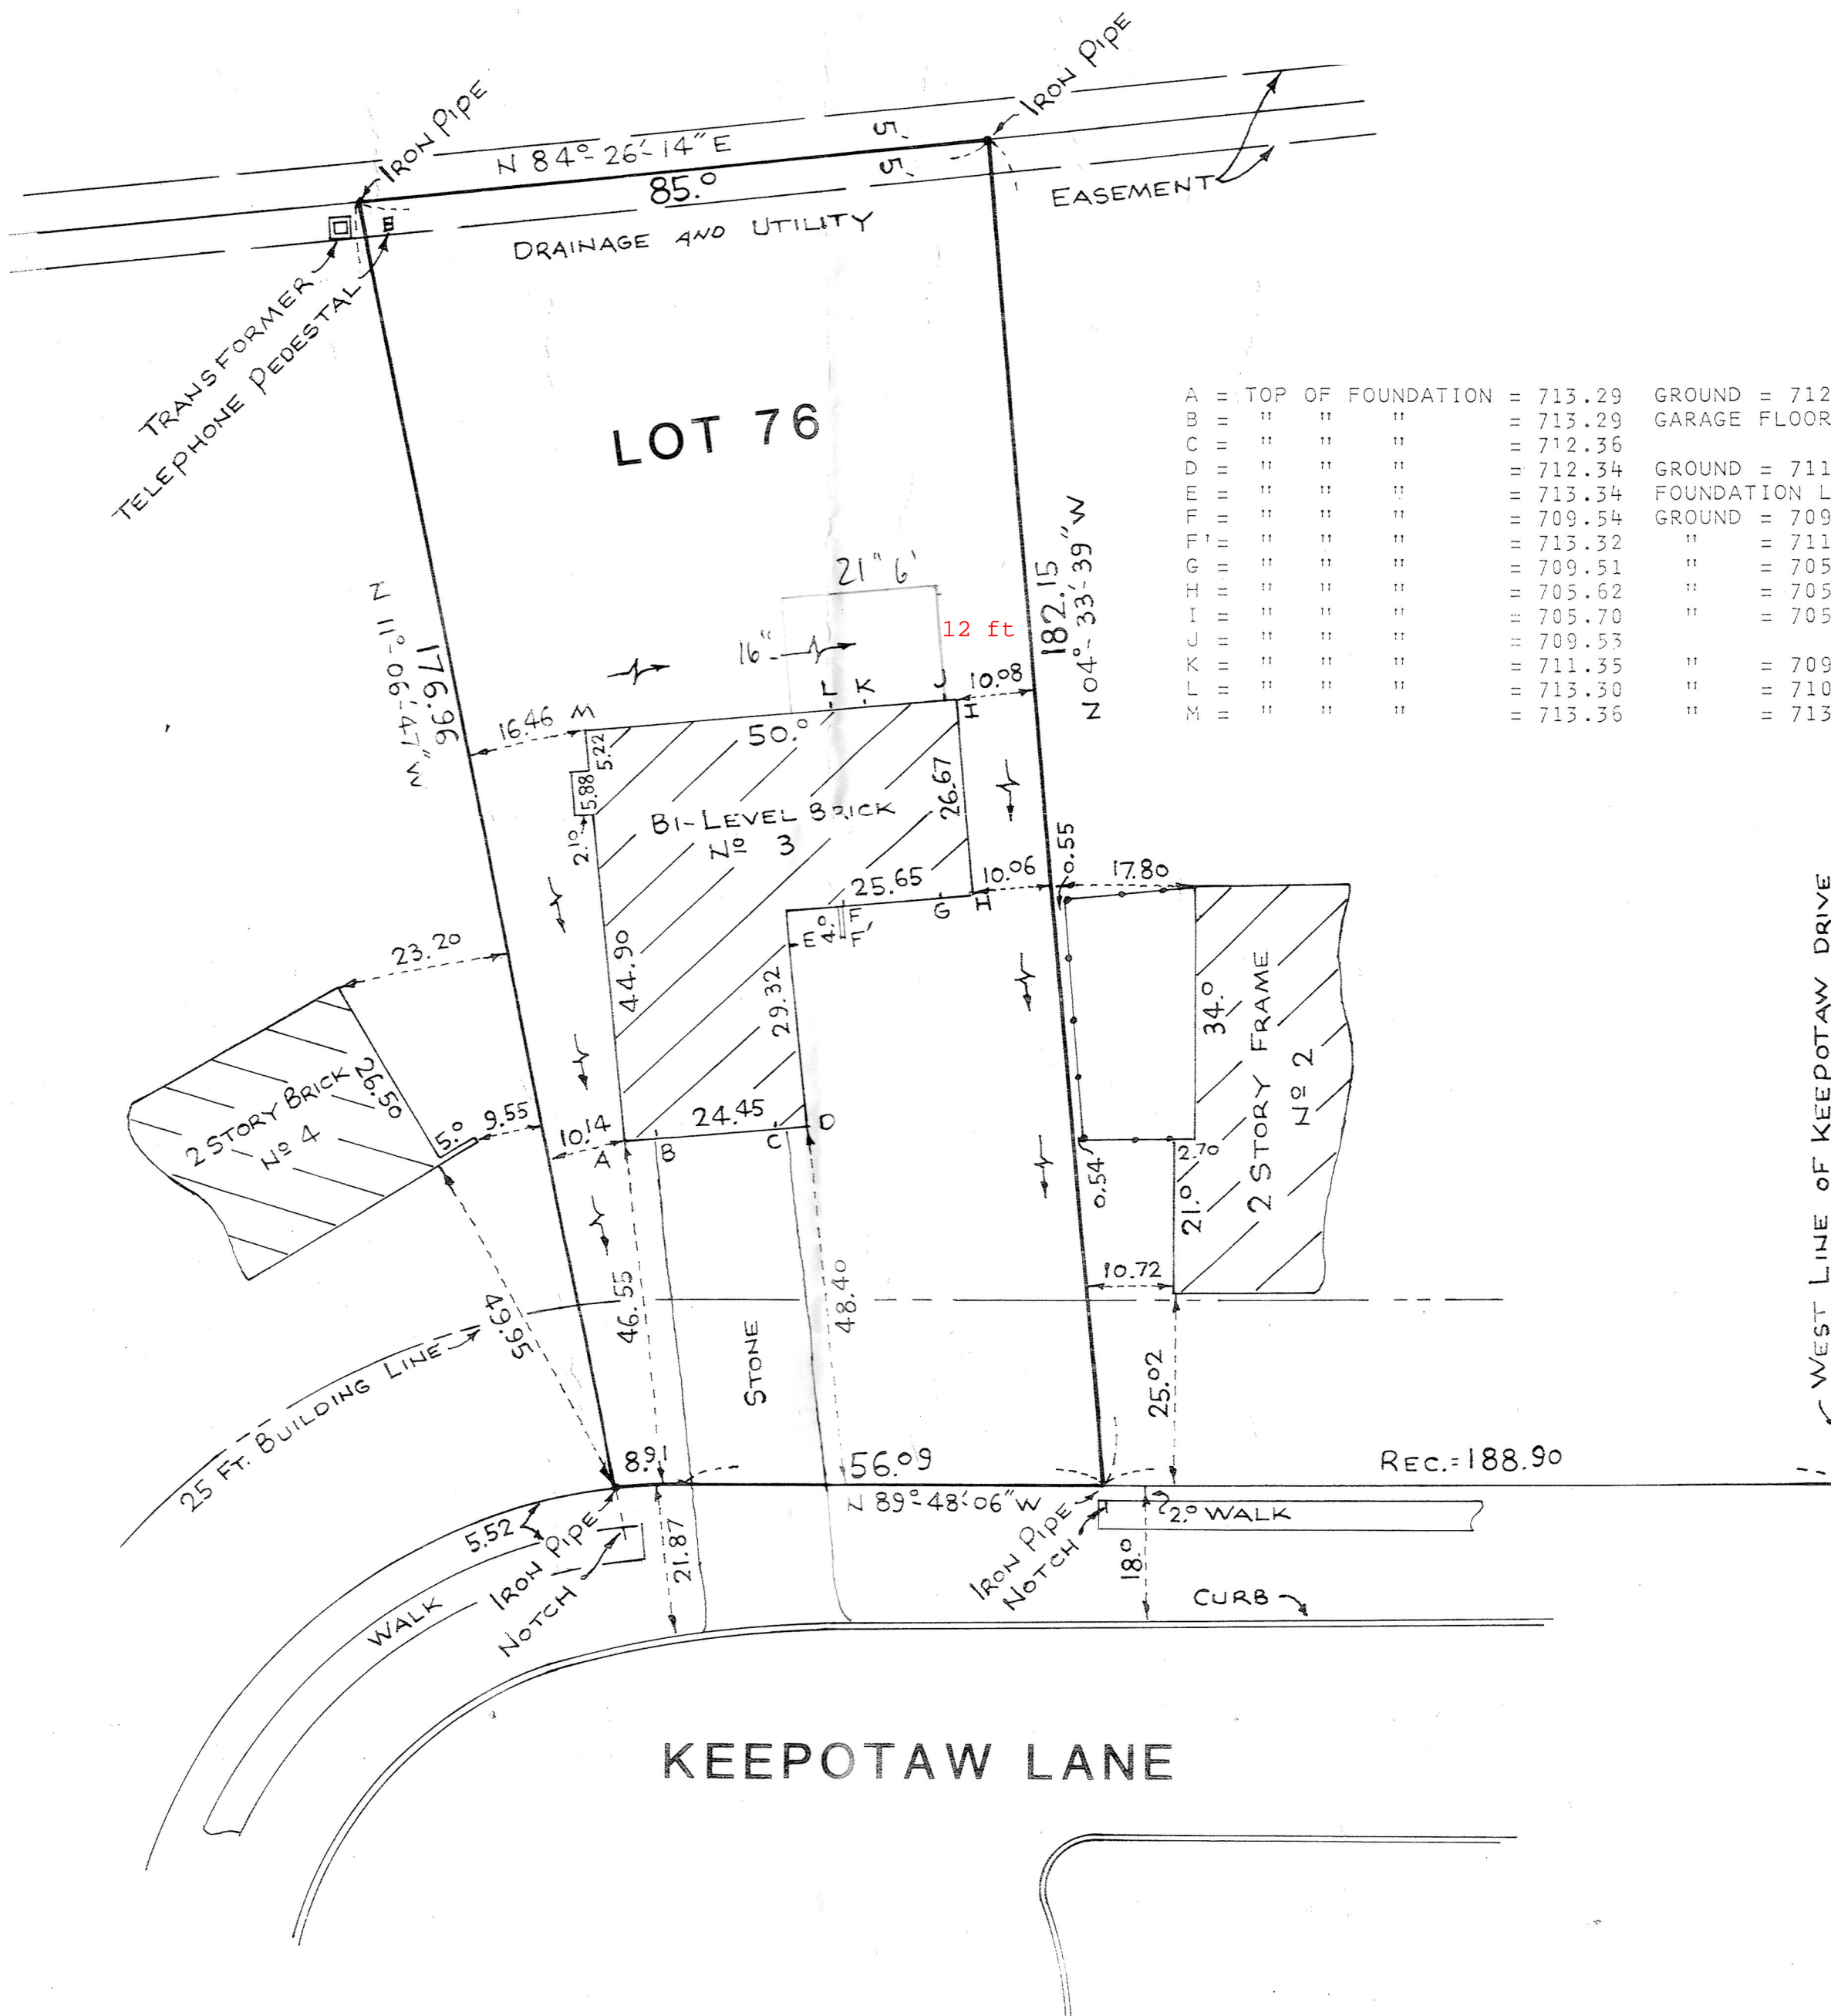 IRON PIPE
IRON PIPE
N 84°-26'-14" E
5'
5'
85.0
EASEMENT
DRAINAGE AND UTILITY
TRANSFORMER
TELEPHONE PEDESTAL
LOT 76
A = TOP OF FOUNDATION = 713.29 GROUND = 712
B = " " " = 713.29 GARAGE FLOOR
C = " " " = 712.36
D = " " " = 712.34 GROUND = 711
E = " " " = 713.34 FOUNDATION L
F = " " " = 709.54 GROUND = 709
F' = " " " = 713.32 " = 711
G = " " " = 709.51 " = 705
H = " " " = 705.62 " = 705
I = " " " = 705.70 " = 705
J = " " " = 709.53
K = " " " = 711.35 " = 709
L = " " " = 713.30 " = 710
M = " " " = 713.36 " = 713
182.15
N 04°-33'-39" W
176.96
N 11°-06'-47" W
21" 6'
12 ft
16"
L K J
10.08
H
M
16.46
50.0
5.22
5.88
2.10
26.67
BI-LEVEL BRICK
No 3
25.65
10.06
0.55
17.80
G I
F
F'
E 4.0
44.90
29.32
23.20
34.0
2 STORY FRAME
No 2
26.50
2 STORY BRICK
No 4
5.0
9.55
10.14
24.45
A B C D
2.70
0.54
21.0
10.72
46.55
48.40
49.95
STONE
25 FT. BUILDING LINE
25.02
WEST LINE OF KEEPOTAW DRIVE
8.91
56.09
REC.=188.90
N 89°-48'-06" W
5.52
IRON PIPE
NOTCH
21.87
IRON PIPE
NOTCH
2.0 WALK
18.0
WALK
CURB
KEEPOTAW LANE